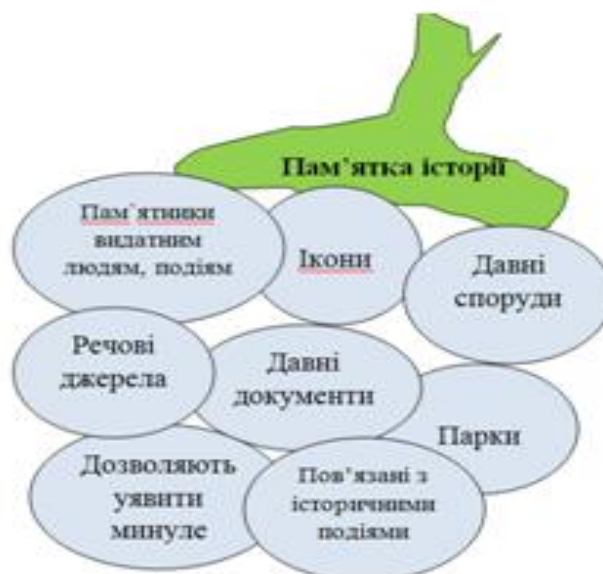 Пам’ятка історії
Пам`ятники
видатним
людям, подіям
Ікони
Давні
споруди
Речові
джерела
Давні
документи
Парки
Дозволяють
уявити
минуле
Пов’язані з
історичними
подіями